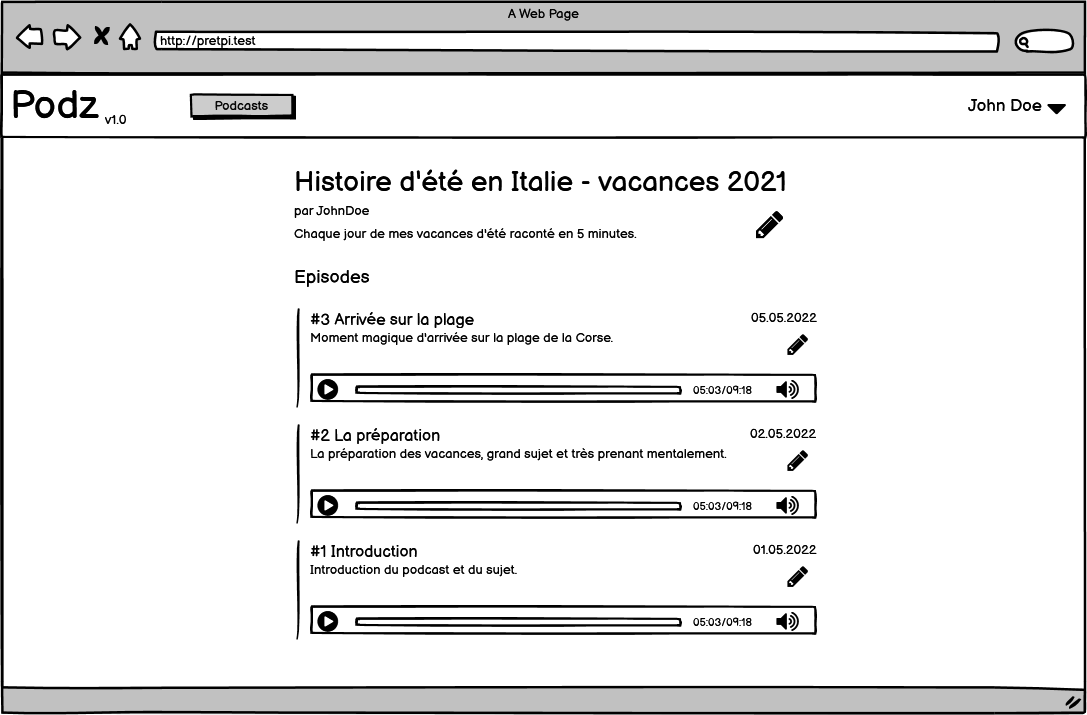 A Web Page
http://pretpi.test
Podz v1.0
Podcasts
John Doe
Histoire d'été en Italie - vacances 2021
par JohnDoe
Chaque jour de mes vacances d'été raconté en 5 minutes.
Episodes
#3 Arrivée sur la plage
05.05.2022
Moment magique d'arrivée sur la plage de la Corse.
05:03/09:18
#2 La préparation
02.05.2022
La préparation des vacances, grand sujet et très prenant mentalement.
05:03/09:18
#1 Introduction
01.05.2022
Introduction du podcast et du sujet.
05:03/09:18